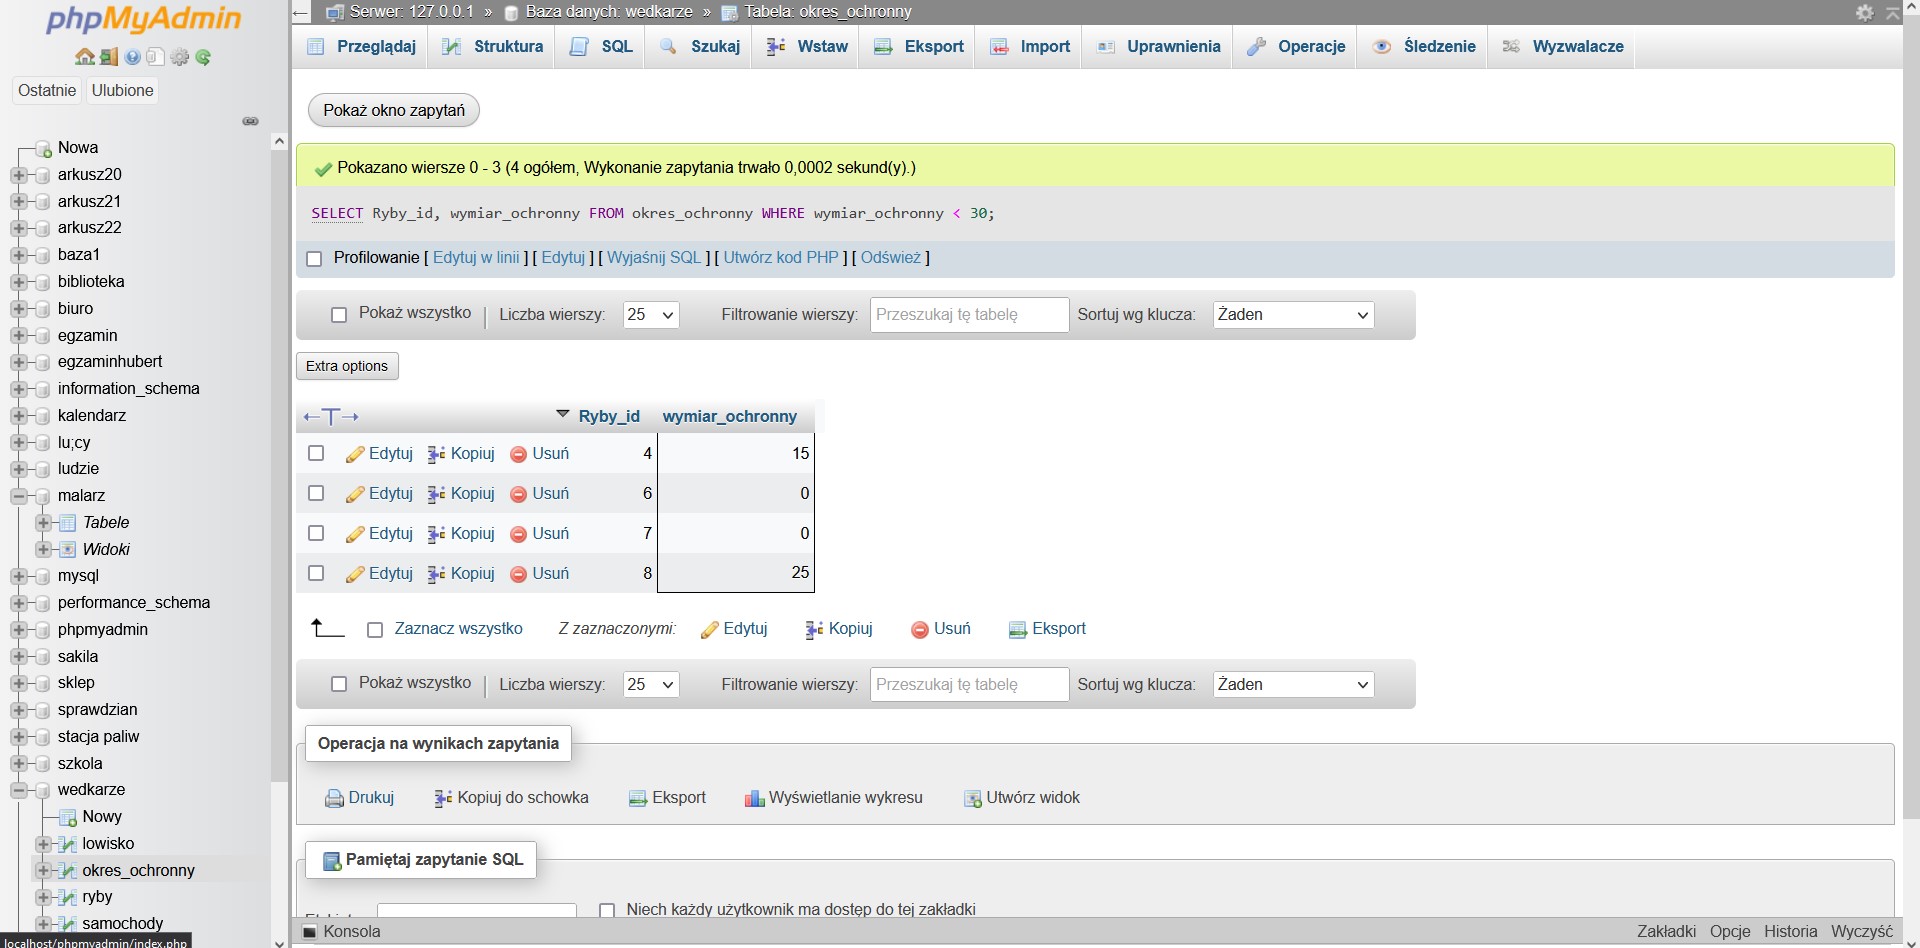 phpMyAdmin
Ostatnie
Ulubione
Nowa
arkusz20
arkusz21
arkusz22
baza1
biblioteka
biuro
egzamin
egzaminhubert
information_schema
kalendarz
lu;cy
ludzie
malarz
Tabele
Widoki
mysql
performance_schema
phpmyadmin
sakila
sklep
sprawdzian
stacja paliw
szkola
wedkarze
Nowy
lowisko
okres_ochronny
ryby
samochody
localhost/phpmyadmin/index.php
Serwer: 127.0.0.1 » Baza danych: wedkarze » Tabela: okres_ochronny
Przeglądaj Struktura SQL Szukaj Wstaw Eksport Import Uprawnienia Operacje Śledzenie Wyzwalacze
Pokaż okno zapytań
Pokazano wiersze 0 - 3 (4 ogółem, Wykonanie zapytania trwało 0,0002 sekund(y).)
SELECT Ryby_id, wymiar_ochronny FROM okres_ochronny WHERE wymiar_ochronny < 30;
Profilowanie [ Edytuj w linii ] [ Edytuj ] [ Wyjaśnij SQL ] [ Utwórz kod PHP ] [ Odśwież ]
Pokaż wszystko | Liczba wierszy: 25 Filtrowanie wierszy: Przeszukaj tę tabelę Sortuj wg klucza: Żaden
Extra options
←T→ Ryby_id wymiar_ochronny
Edytuj Kopiuj Usuń 4 15
Edytuj Kopiuj Usuń 6 0
Edytuj Kopiuj Usuń 7 0
Edytuj Kopiuj Usuń 8 25
Zaznacz wszystko Z zaznaczonymi: Edytuj Kopiuj Usuń Eksport
Pokaż wszystko | Liczba wierszy: 25 Filtrowanie wierszy: Przeszukaj tę tabelę Sortuj wg klucza: Żaden
Operacja na wynikach zapytania
Drukuj Kopiuj do schowka Eksport Wyświetlanie wykresu Utwórz widok
Pamiętaj zapytanie SQL
Niech każdy użytkownik ma dostęp do tej zakładki
Konsola Zakładki Opcje Historia Wyczyść